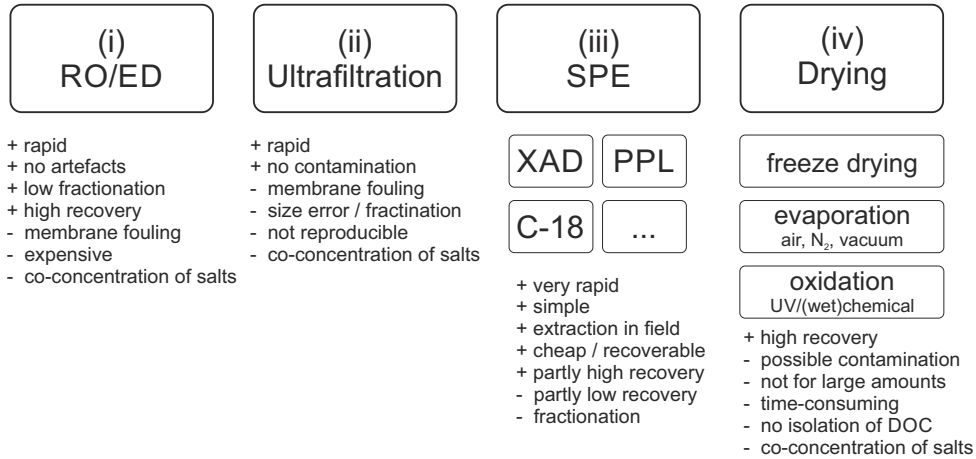 (i)
RO/ED
+ rapid
+ no artefacts
+ low fractionation
+ high recovery
- membrane fouling
- expensive
- co-concentration of salts
(ii)
Ultrafiltration
+ rapid
+ no contamination
- membrane fouling
- size error / fractination
- not reproducible
- co-concentration of salts
(iii)
SPE
XAD
PPL
C-18
...
+ very rapid
+ simple
+ extraction in field
+ cheap / recoverable
+ partly high recovery
- partly low recovery
- fractionation
(iv)
Drying
freeze drying
evaporation
air, N₂, vacuum
oxidation
UV/(wet)chemical
+ high recovery
- possible contamination
- not for large amounts
- time-consuming
- no isolation of DOC
- co-concentration of salts